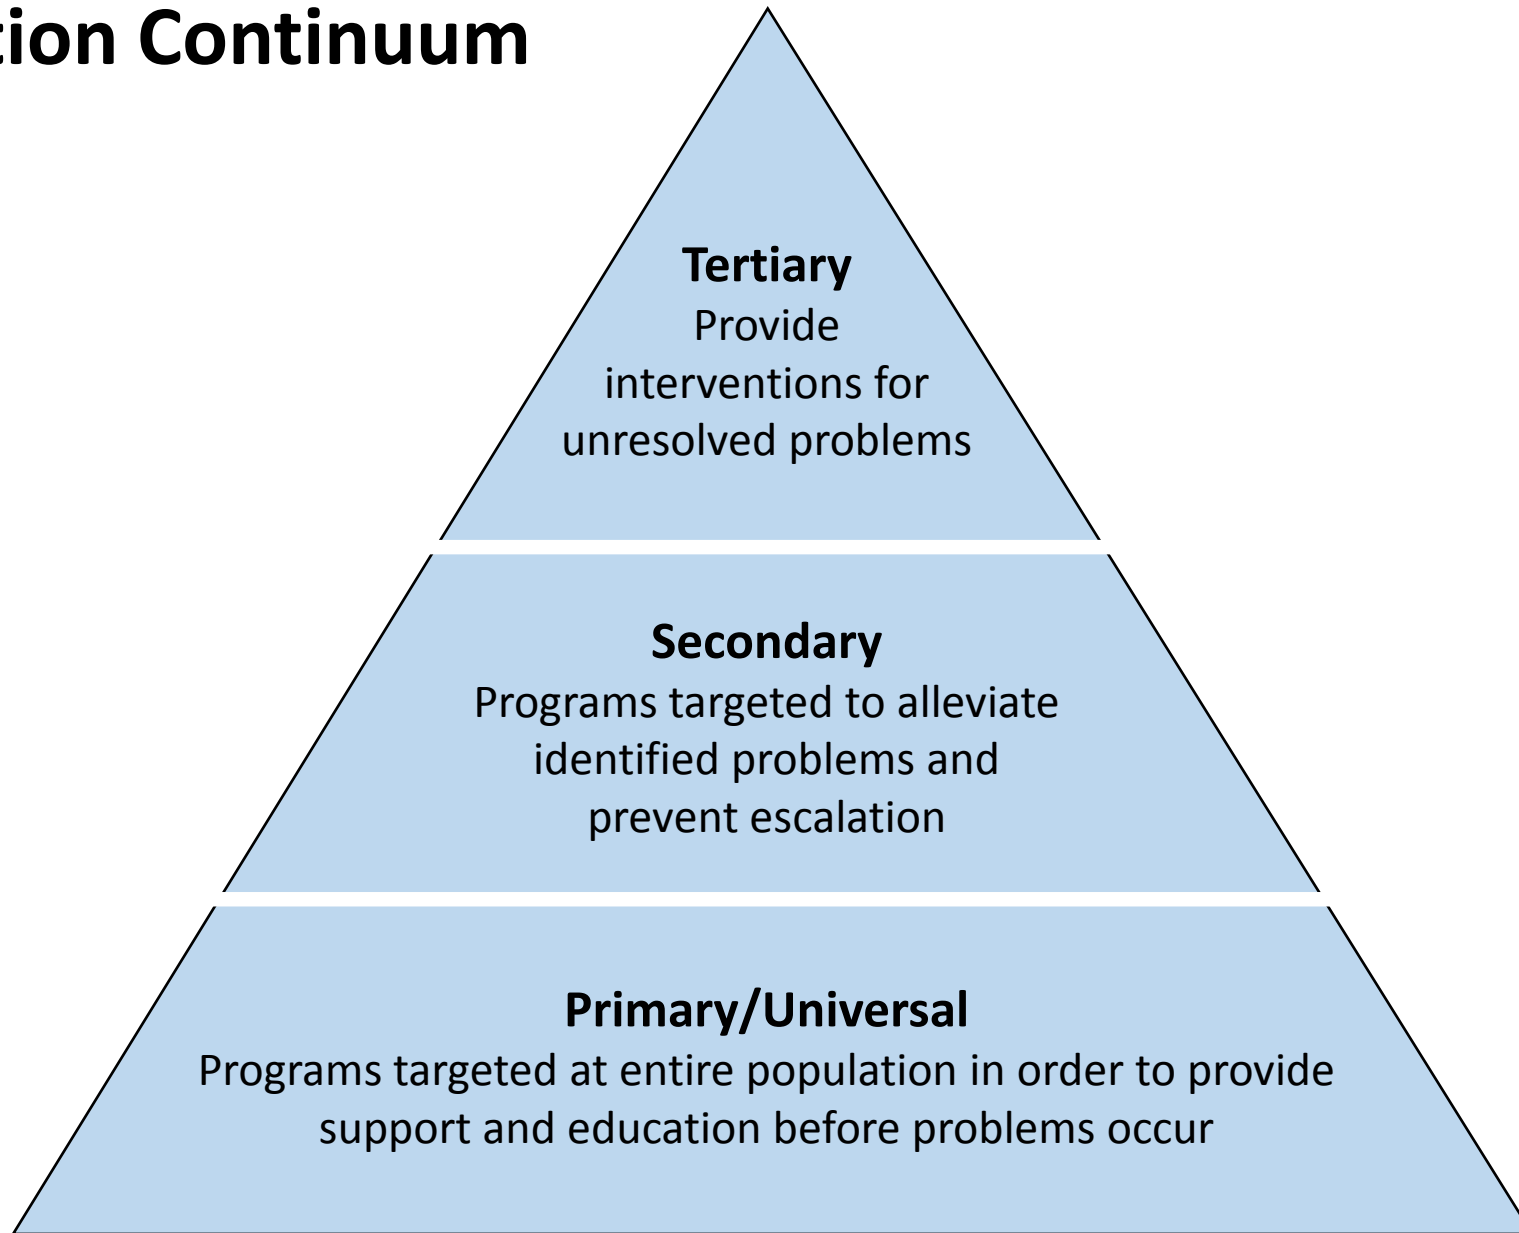 tion Continuum
Tertiary
Provide
interventions for
unresolved problems
Secondary
Programs targeted to alleviate
identified problems and
prevent escalation
Primary/Universal
Programs targeted at entire population in order to provide
support and education before problems occur